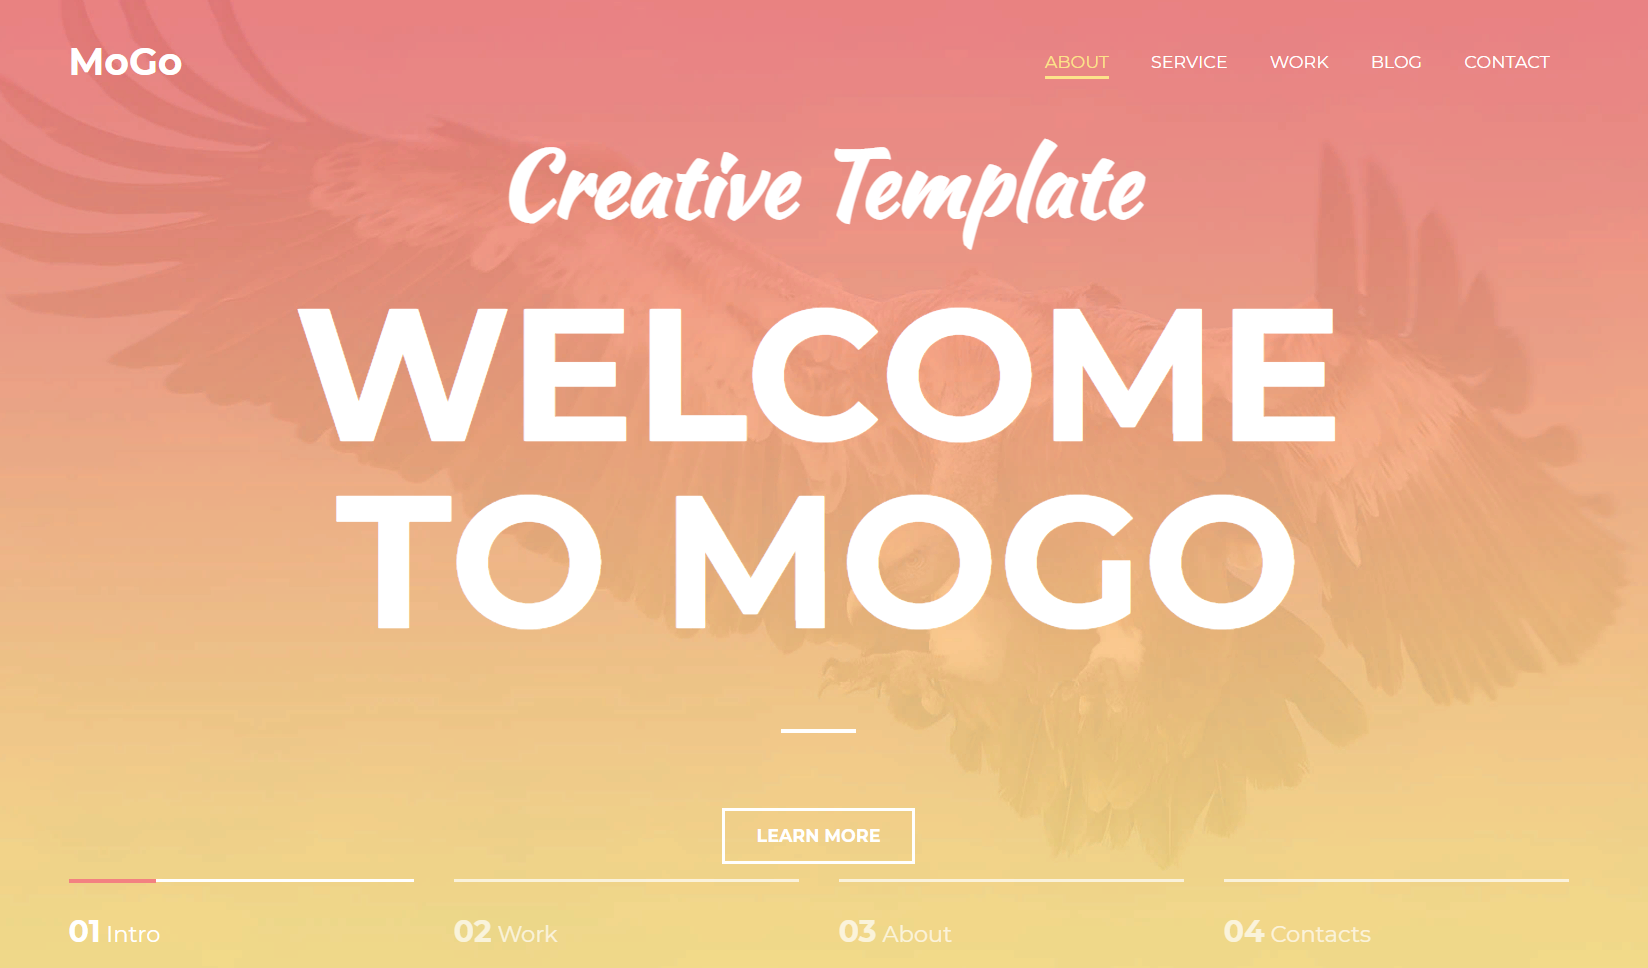 MoGo
ABOUT SERVICE WORK BLOG CONTACT
Creative Template
WELCOME
TO MOGO
LEARN MORE
01 Intro 02 Work 03 About 04 Contacts